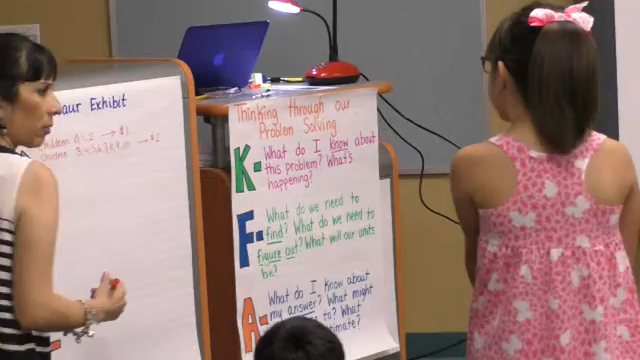 aur Exhibit
Children: 0,1,2 → $1
Children: 3,4,5,6,7,8,9,10 → $2
Thinking through our
Problem Solving
K- What do I know about
this problem? What's
happening?
F- What do we need to
find? What do we need to
figure out? What will our units
be?
A- What do I know about
my answer? What might
to? What
timate?